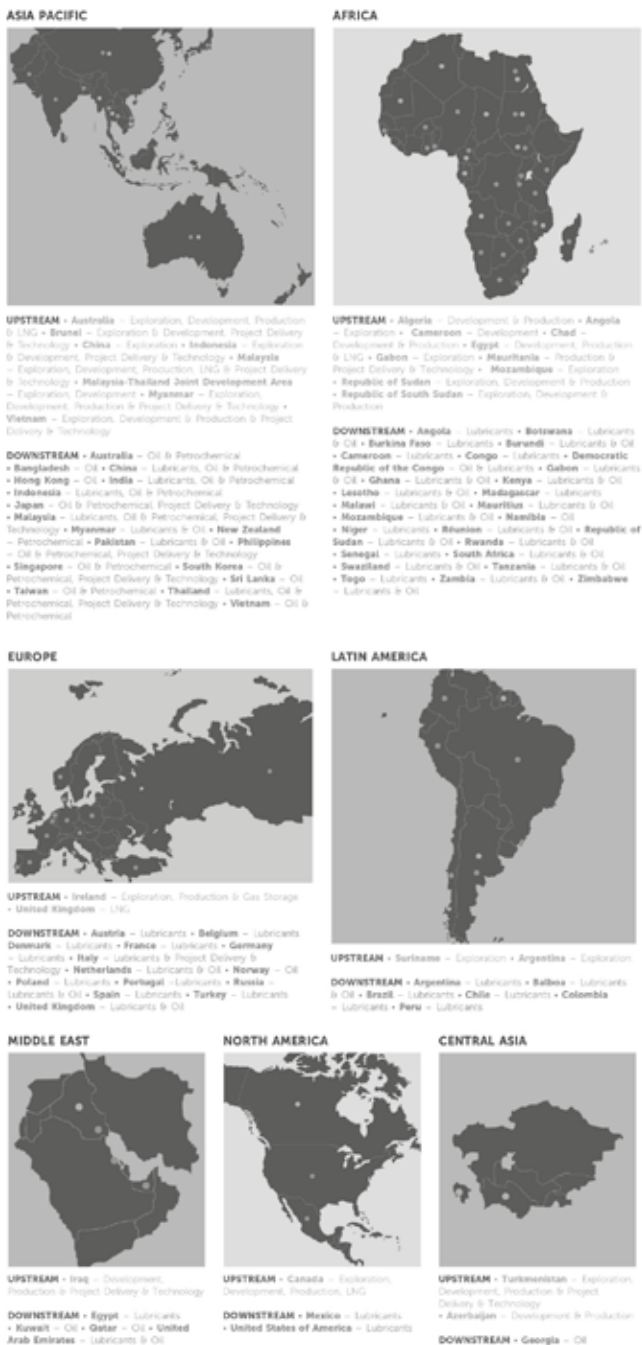 ASIA PACIFIC
UPSTREAM • Australia – Exploration, Development, Production
& LNG • Brunei – Exploration & Development, Project Delivery
& Technology • China – Exploration • Indonesia – Exploration
& Development, Project Delivery & Technology • Malaysia
– Exploration, Development, Production, LNG & Project Delivery
& Technology • Malaysia-Thailand Joint Development Area
– Exploration, Development • Myanmar – Exploration,
Development, Production & Project Delivery & Technology •
Vietnam – Exploration, Development & Production & Project
Delivery & Technology
DOWNSTREAM • Australia – Oil & Petrochemical
• Bangladesh – Oil • China – Lubricants, Oil & Petrochemical
• Hong Kong – Oil • India – Lubricants, Oil & Petrochemical
• Indonesia – Lubricants, Oil & Petrochemical
• Japan – Oil & Petrochemical, Project Delivery & Technology
• Malaysia – Lubricants, Oil & Petrochemical, Project Delivery &
Technology • Myanmar – Lubricants & Oil • New Zealand
– Petrochemical • Pakistan – Lubricants & Oil • Philippines
– Oil & Petrochemical, Project Delivery & Technology
• Singapore – Oil & Petrochemical • South Korea – Oil &
Petrochemical, Project Delivery & Technology • Sri Lanka – Oil
• Taiwan – Oil & Petrochemical • Thailand – Lubricants, Oil &
Petrochemical, Project Delivery & Technology • Vietnam – Oil &
Petrochemical
AFRICA
UPSTREAM • Algeria – Development & Production • Angola
– Exploration • Cameroon – Development • Chad –
Development & Production • Egypt – Development, Production
& LNG • Gabon – Exploration • Mauritania – Production &
Project Delivery & Technology • Mozambique – Exploration
• Republic of Sudan – Exploration, Development & Production
• Republic of South Sudan – Exploration, Development &
Production
DOWNSTREAM • Angola – Lubricants • Botswana – Lubricants
& Oil • Burkina Faso – Lubricants • Burundi – Lubricants & Oil
• Cameroon – Lubricants • Congo – Lubricants • Democratic
Republic of the Congo – Oil & Lubricants • Gabon – Lubricants
& Oil • Ghana – Lubricants & Oil • Kenya – Lubricants & Oil
• Lesotho – Lubricants & Oil • Madagascar – Lubricants
• Malawi – Lubricants & Oil • Mauritius – Lubricants & Oil
• Mozambique – Lubricants & Oil • Namibia – Oil
• Niger – Lubricants • Réunion – Lubricants & Oil • Republic of
Sudan – Lubricants & Oil • Rwanda – Lubricants & Oil
• Senegal – Lubricants • South Africa – Lubricants & Oil
• Swaziland – Lubricants & Oil • Tanzania – Lubricants & Oil
• Togo – Lubricants • Zambia – Lubricants & Oil • Zimbabwe
– Lubricants & Oil
EUROPE
UPSTREAM • Ireland – Exploration, Production & Gas Storage
• United Kingdom – LNG
DOWNSTREAM • Austria – Lubricants • Belgium – Lubricants
Denmark – Lubricants • France – Lubricants • Germany
– Lubricants • Italy – Lubricants & Project Delivery &
Technology • Netherlands – Lubricants & Oil • Norway – Oil
• Poland – Lubricants • Portugal –Lubricants • Russia –
Lubricants & Oil • Spain – Lubricants • Turkey – Lubricants
• United Kingdom – Lubricants & Oil
LATIN AMERICA
UPSTREAM • Suriname – Exploration • Argentina – Exploration
DOWNSTREAM • Argentina – Lubricants • Balboa – Lubricants
& Oil • Brazil – Lubricants • Chile – Lubricants • Colombia
– Lubricants • Peru – Lubricants
MIDDLE EAST
UPSTREAM • Iraq – Development,
Production & Project Delivery & Technology
DOWNSTREAM • Egypt – Lubricants
• Kuwait – Oil • Qatar – Oil • United
Arab Emirates – Lubricants & Oil
NORTH AMERICA
UPSTREAM • Canada – Exploration,
Development, Production, LNG
DOWNSTREAM • Mexico – Lubricants
• United States of America – Lubricants
CENTRAL ASIA
UPSTREAM • Turkmenistan – Exploration,
Development, Production & Project
Delivery & Technology
• Azerbaijan – Development & Production
DOWNSTREAM • Georgia – Oil